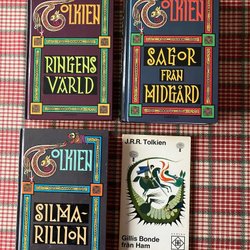 TOLKIEN
RINGENS
VÄRLD
TOLKIEN
SAGOR
FRÅN
MIDGÅRD
TOLKIEN
SILMA-
RILLION
J.R.R. Tolkien
Gillis Bonde
från Ham